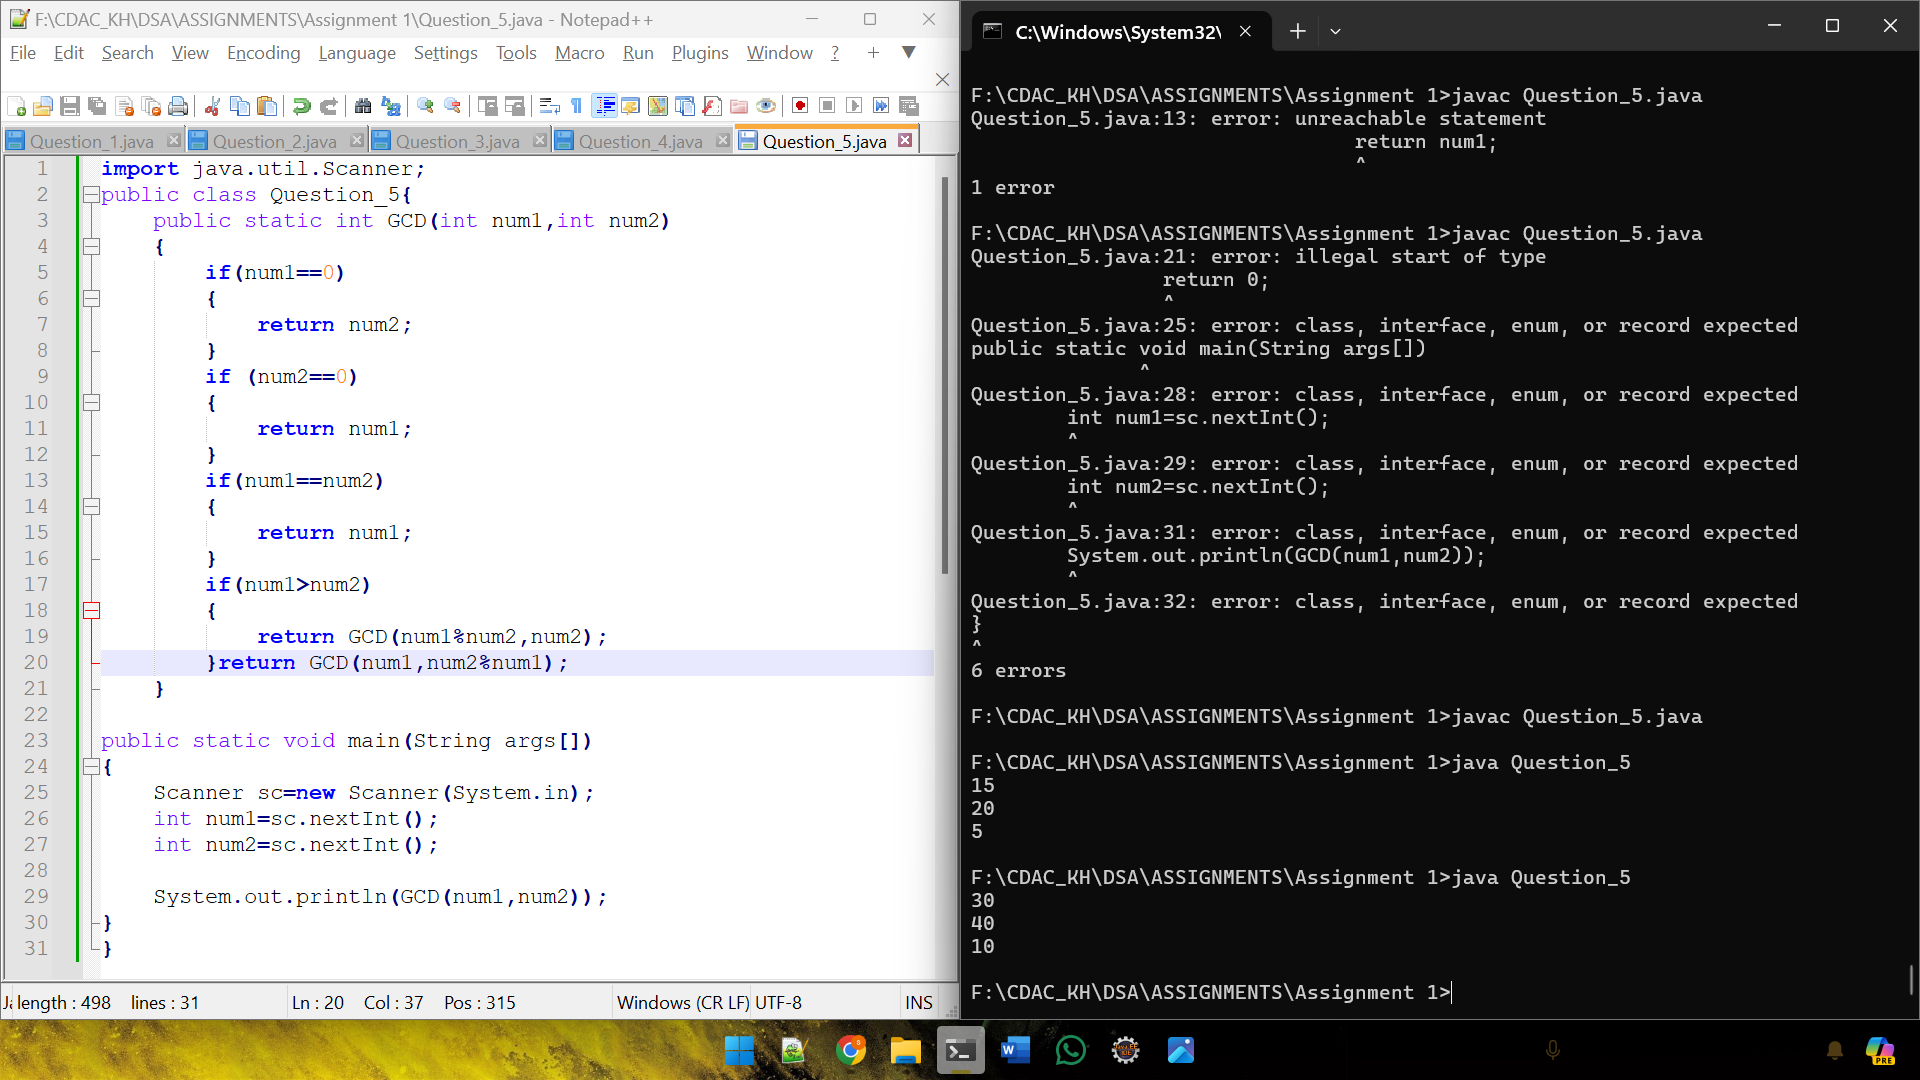 F:\CDAC_KH\DSA\ASSIGNMENTS\Assignment 1\Question_5.java - Notepad++
File Edit Search View Encoding Language Settings Tools Macro Run Plugins Window ? +
Question_1.java Question_2.java Question_3.java Question_4.java Question_5.java
1 import java.util.Scanner;
2 public class Question_5{
3 public static int GCD(int num1,int num2)
4 {
5 if(num1==0)
6 {
7 return num2;
8 }
9 if (num2==0)
10 {
11 return num1;
12 }
13 if(num1==num2)
14 {
15 return num1;
16 }
17 if(num1>num2)
18 {
19 return GCD(num1%num2,num2);
20 }return GCD(num1,num2%num1);
21 }
22
23 public static void main(String args[])
24 {
25 Scanner sc=new Scanner(System.in);
26 int num1=sc.nextInt();
27 int num2=sc.nextInt();
28
29 System.out.println(GCD(num1,num2));
30 }
31 }
length : 498 lines : 31 Ln : 20 Col : 37 Pos : 315 Windows (CR LF) UTF-8 INS
C:\Windows\System32\
F:\CDAC_KH\DSA\ASSIGNMENTS\Assignment 1>javac Question_5.java
Question_5.java:13: error: unreachable statement
return num1;
^
1 error
F:\CDAC_KH\DSA\ASSIGNMENTS\Assignment 1>javac Question_5.java
Question_5.java:21: error: illegal start of type
return 0;
^
Question_5.java:25: error: class, interface, enum, or record expected
public static void main(String args[])
^
Question_5.java:28: error: class, interface, enum, or record expected
int num1=sc.nextInt();
^
Question_5.java:29: error: class, interface, enum, or record expected
int num2=sc.nextInt();
^
Question_5.java:31: error: class, interface, enum, or record expected
System.out.println(GCD(num1,num2));
^
Question_5.java:32: error: class, interface, enum, or record expected
}
^
6 errors
F:\CDAC_KH\DSA\ASSIGNMENTS\Assignment 1>javac Question_5.java
F:\CDAC_KH\DSA\ASSIGNMENTS\Assignment 1>java Question_5
15
20
5
F:\CDAC_KH\DSA\ASSIGNMENTS\Assignment 1>java Question_5
30
40
10
F:\CDAC_KH\DSA\ASSIGNMENTS\Assignment 1>
PRE